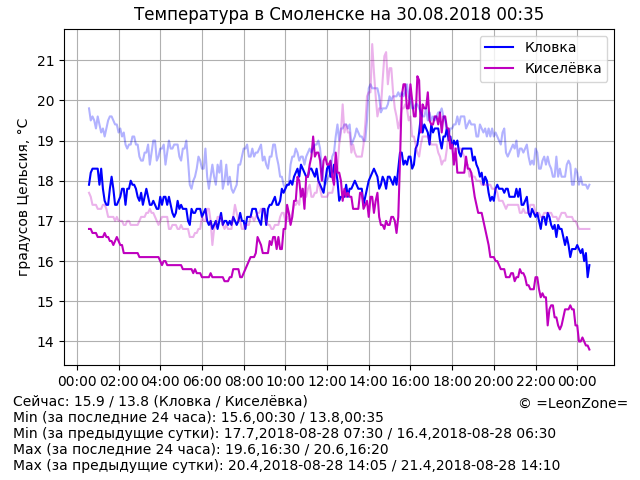 Температура в Смоленске на 30.08.2018 00:35
градусов Цельсия, °C
21
20
19
18
17
16
15
14
Кловка
Киселёвка
00:00 02:00 04:00 06:00 08:00 10:00 12:00 14:00 16:00 18:00 20:00 22:00 00:00
Сейчас: 15.9 / 13.8 (Кловка / Киселёвка)
© =LeonZone=
Min (за последние 24 часа): 15.6,00:30 / 13.8,00:35
Min (за предыдущие сутки): 17.7,2018-08-28 07:30 / 16.4,2018-08-28 06:30
Max (за последние 24 часа): 19.6,16:30 / 20.6,16:20
Max (за предыдущие сутки): 20.4,2018-08-28 14:05 / 21.4,2018-08-28 14:10